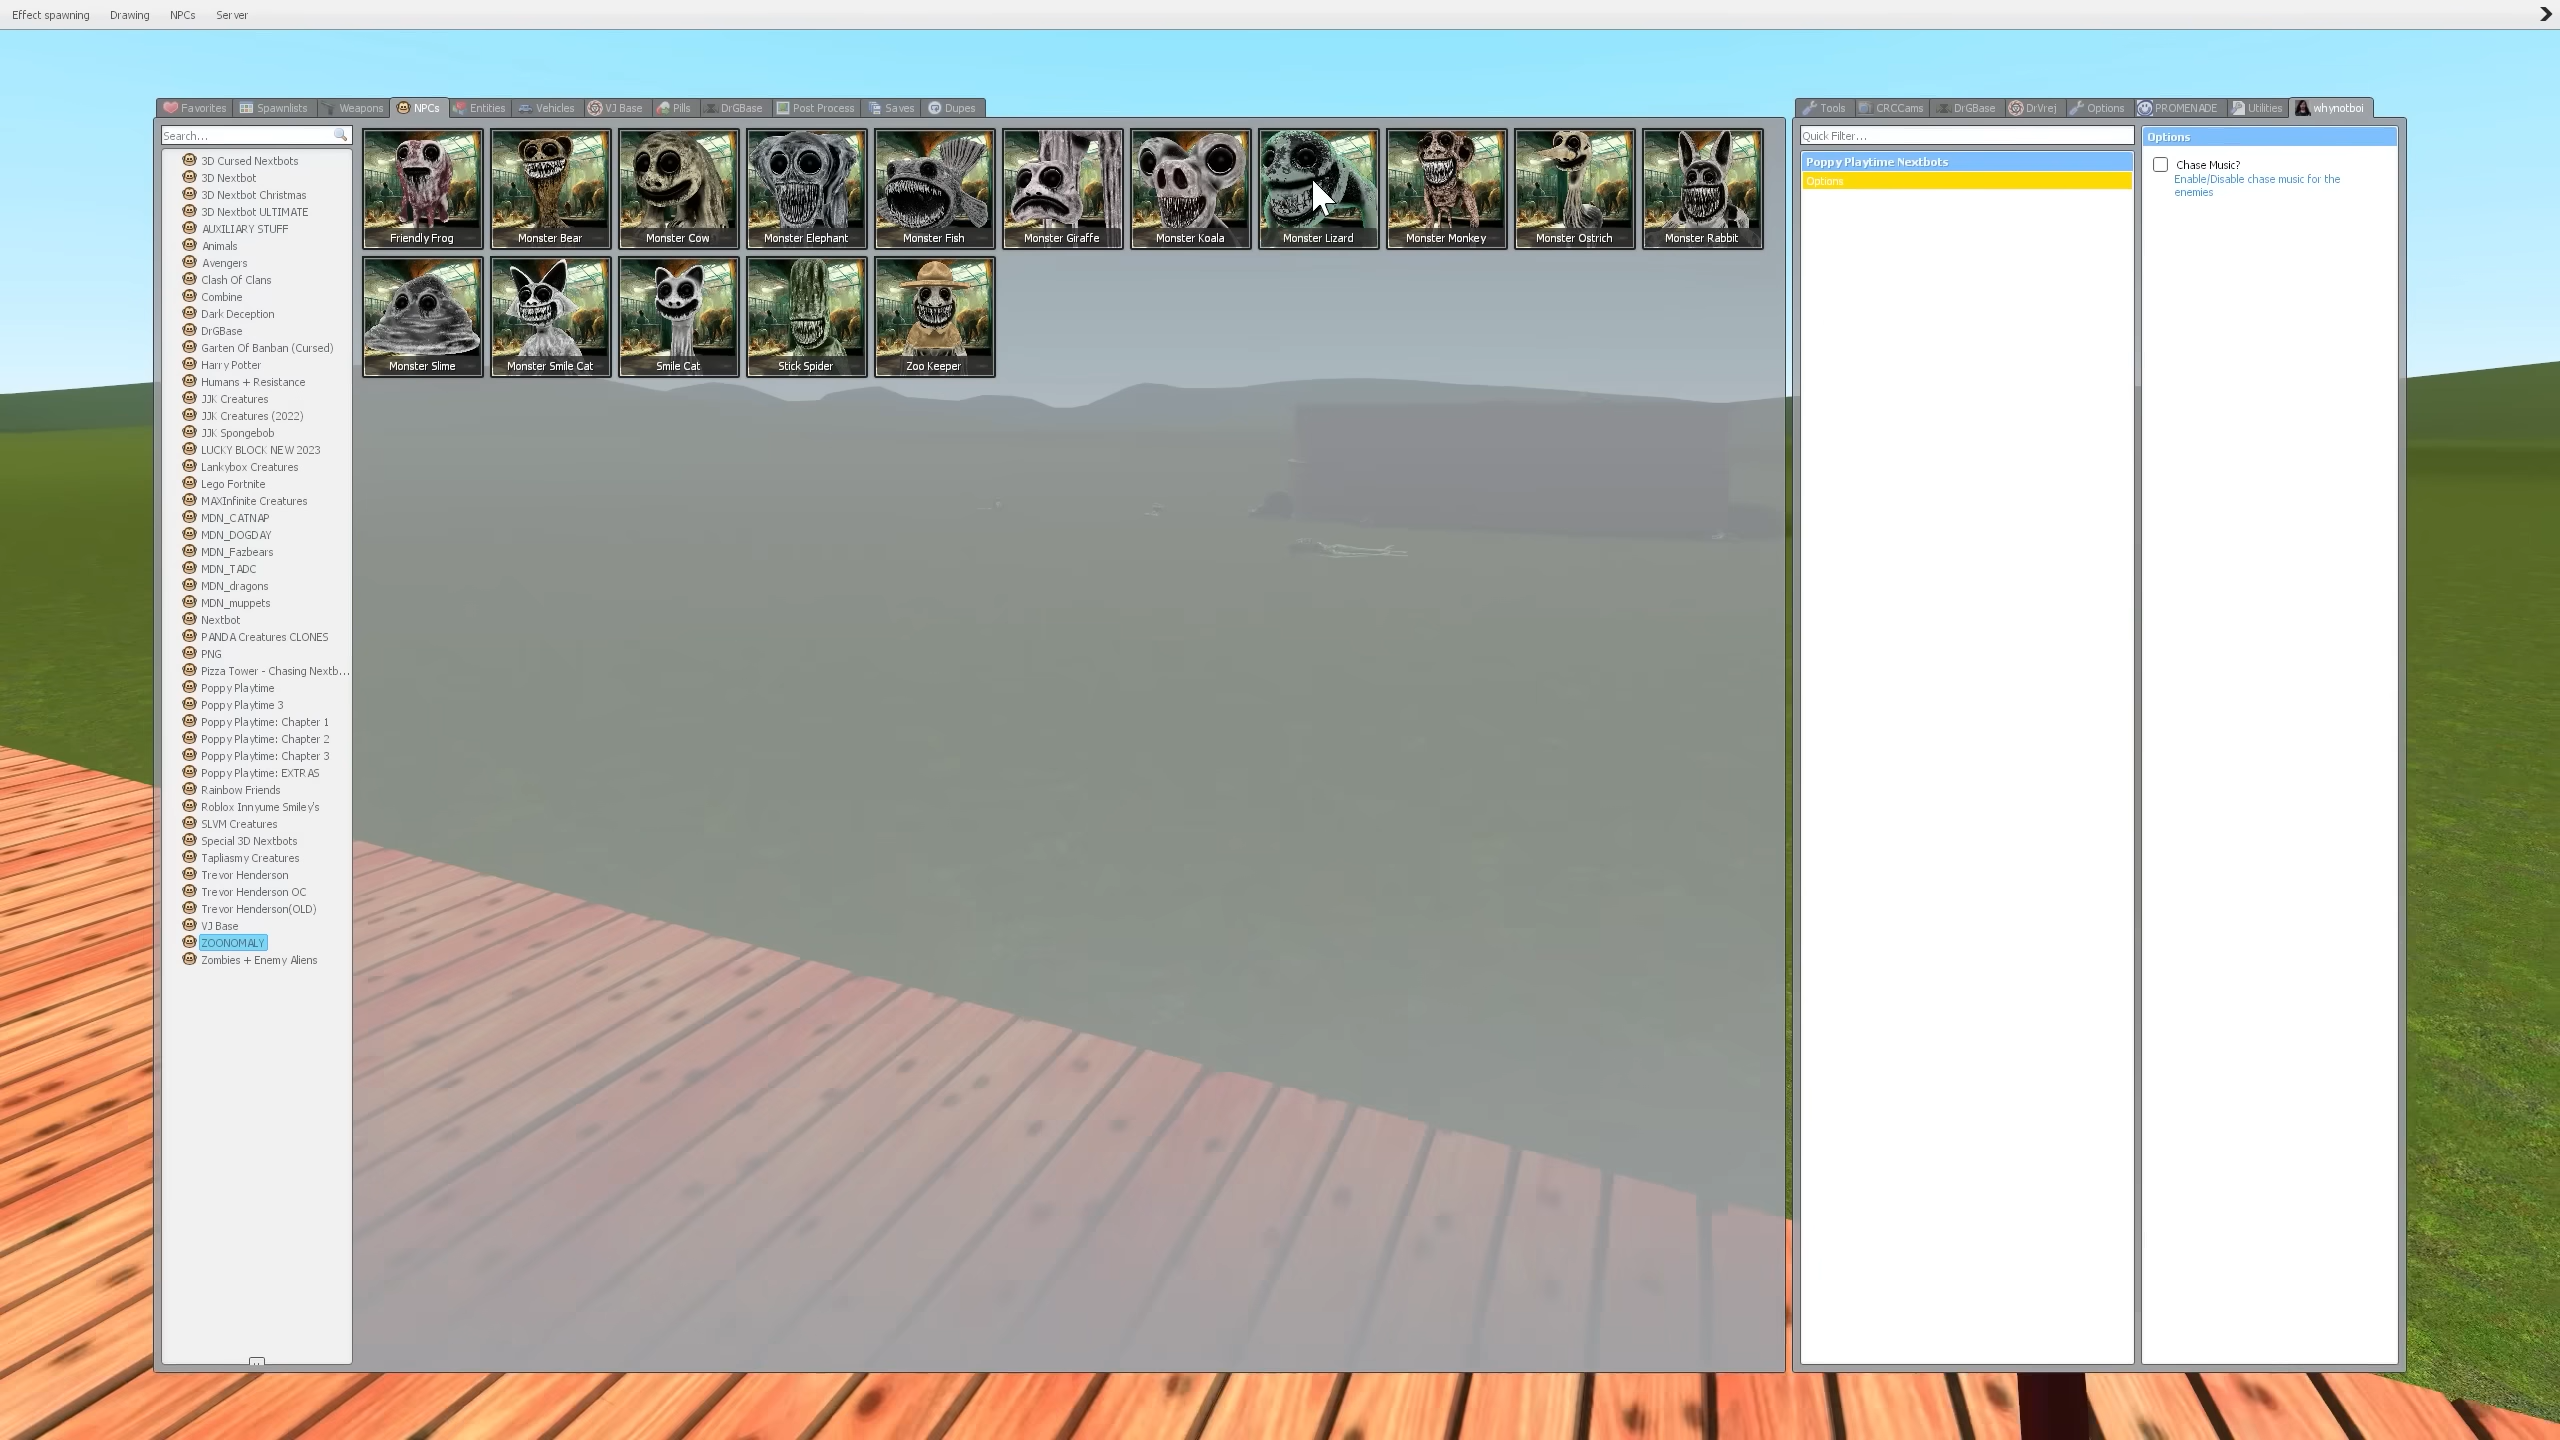 Effect spawning Drawing NPCs Server
Favorites Spawnlists Weapons NPCs Entities Vehicles VJ Base Pills DrGBase Post Process Saves Dupes
Tools CRCCams DrGBase DrVrej Options PROMENADE Utilities whynotboi
Search...
3D Cursed Nextbots
3D Nextbot
3D Nextbot Christmas
3D Nextbot ULTIMATE
AUXILIARY STUFF
Animals
Avengers
Clash Of Clans
Combine
Dark Deception
DrGBase
Garten Of Banban (Cursed)
Harry Potter
Humans + Resistance
JJK Creatures
JJK Creatures (2022)
JJK Spongebob
LUCKY BLOCK NEW 2023
Lankybox Creatures
Lego Fortnite
MAXInfinite Creatures
MDN_CATNAP
MDN_DOGDAY
MDN_Fazbears
MDN_TADC
MDN_dragons
MDN_muppets
Nextbot
PANDA Creatures CLONES
PNG
Pizza Tower - Chasing Nextb...
Poppy Playtime
Poppy Playtime 3
Poppy Playtime: Chapter 1
Poppy Playtime: Chapter 2
Poppy Playtime: Chapter 3
Poppy Playtime: EXTRAS
Rainbow Friends
Roblox Innyume Smiley's
SLVM Creatures
Special 3D Nextbots
Tapliasmy Creatures
Trevor Henderson
Trevor Henderson OC
Trevor Henderson(OLD)
VJ Base
ZOONOMALY
Zombies + Enemy Aliens
Friendly Frog Monster Bear Monster Cow Monster Elephant Monster Fish Monster Giraffe Monster Koala Monster Lizard Monster Monkey Monster Ostrich Monster Rabbit
Monster Slime Monster Smile Cat Smile Cat Stick Spider Zoo Keeper
Quick Filter...
Poppy Playtime Nextbots
Options
Options
Chase Music?
Enable/Disable chase music for the
enemies